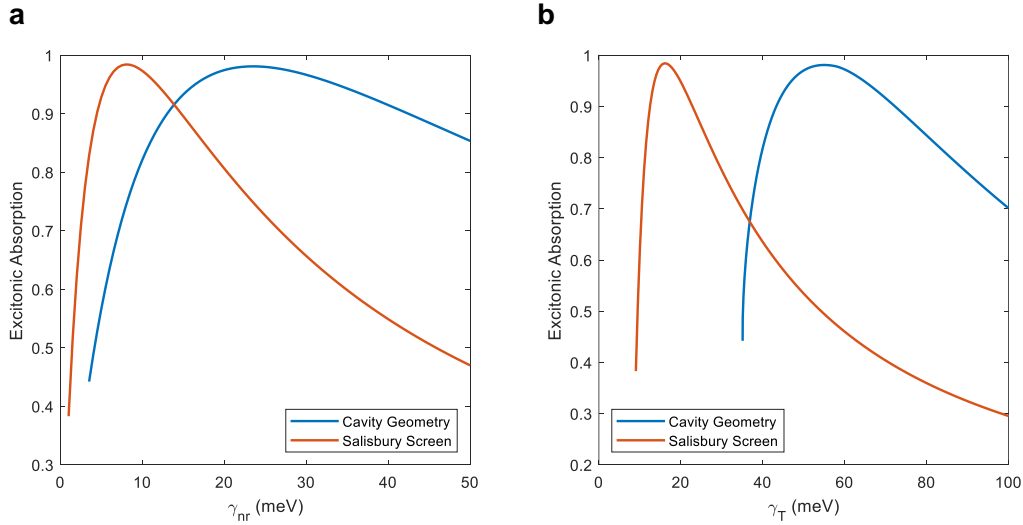 a
1
0.9
0.8
0.7
0.6
0.5
0.4
0.3
Excitonic Absorption
0 10 20 30 40 50
γnr (meV)
Cavity Geometry
Salisbury Screen
b
1
0.9
0.8
0.7
0.6
0.5
0.4
0.3
0.2
Excitonic Absorption
0 20 40 60 80 100
γT (meV)
Cavity Geometry
Salisbury Screen